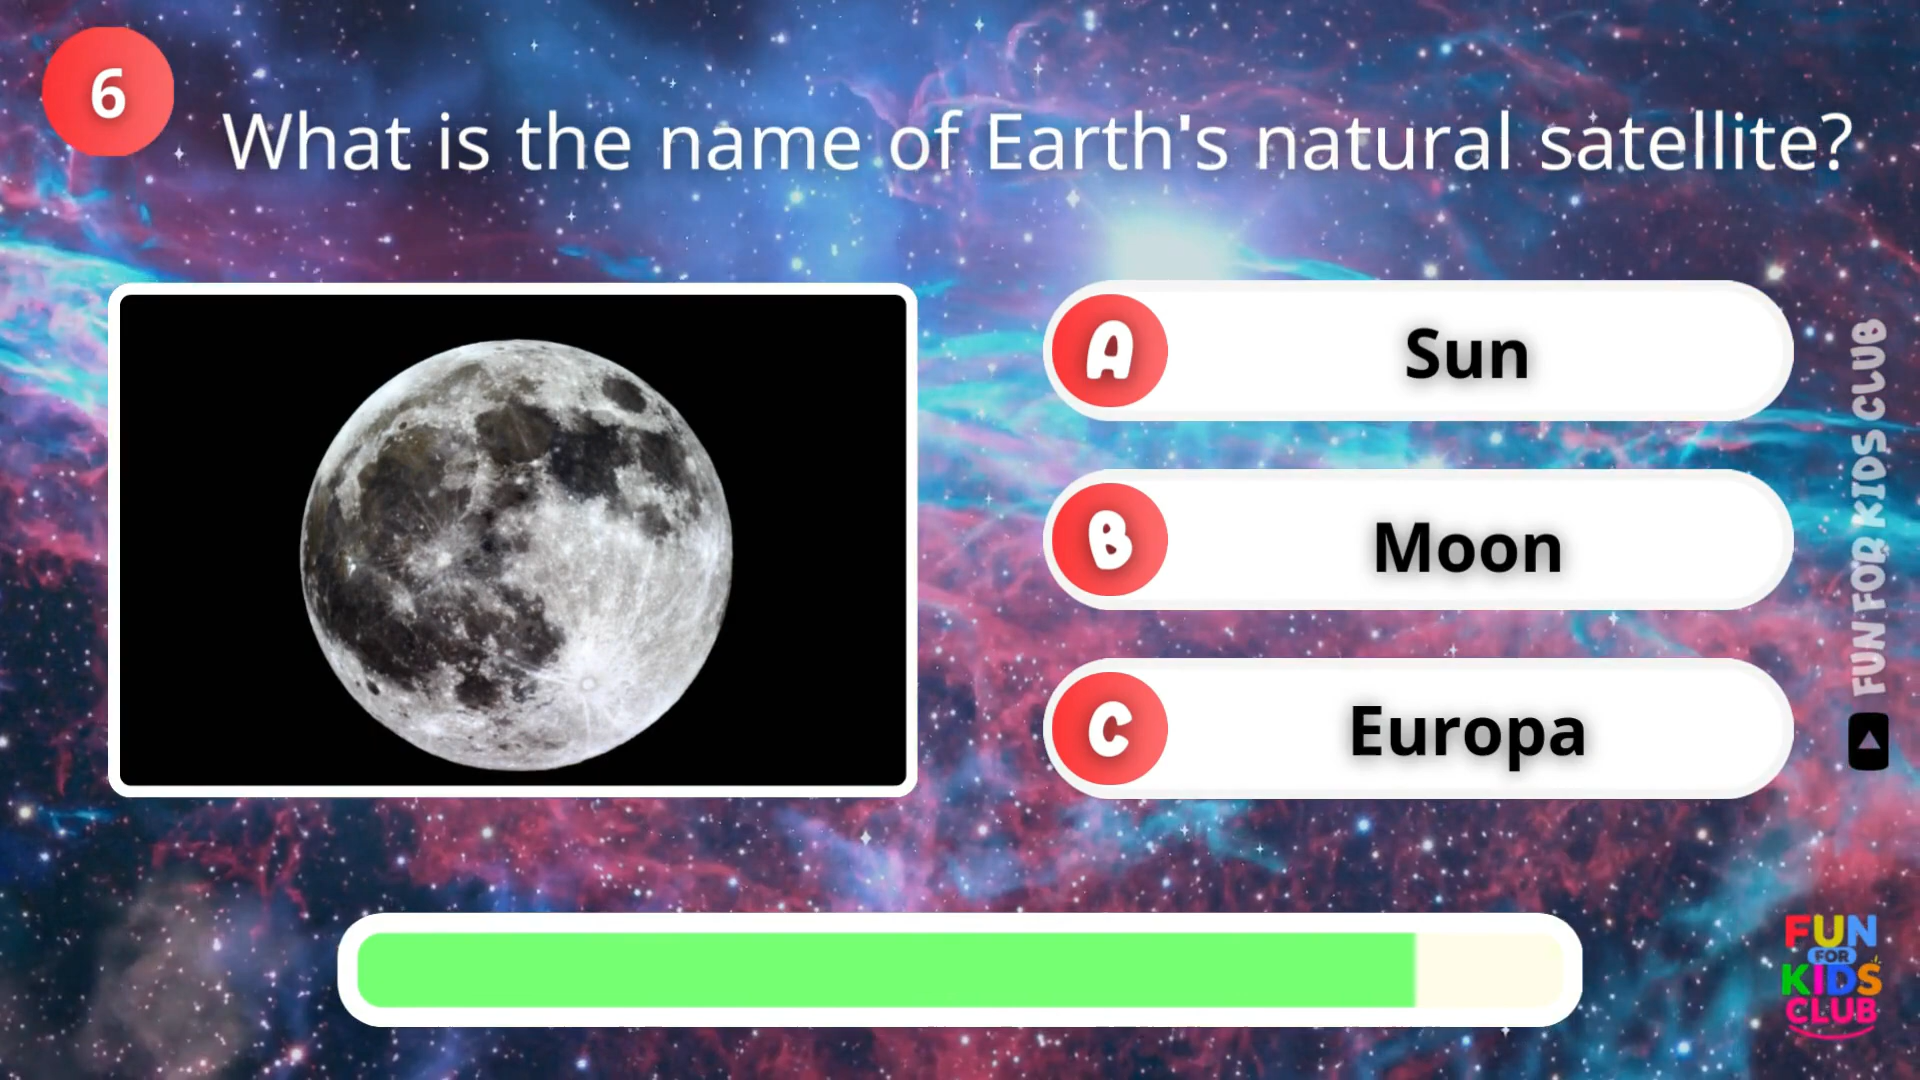 6
What is the name of Earth's natural satellite?
A
Sun
B
Moon
C
Europa
FUN FOR KIDS CLUB
FUN
FOR
KIDS
CLUB